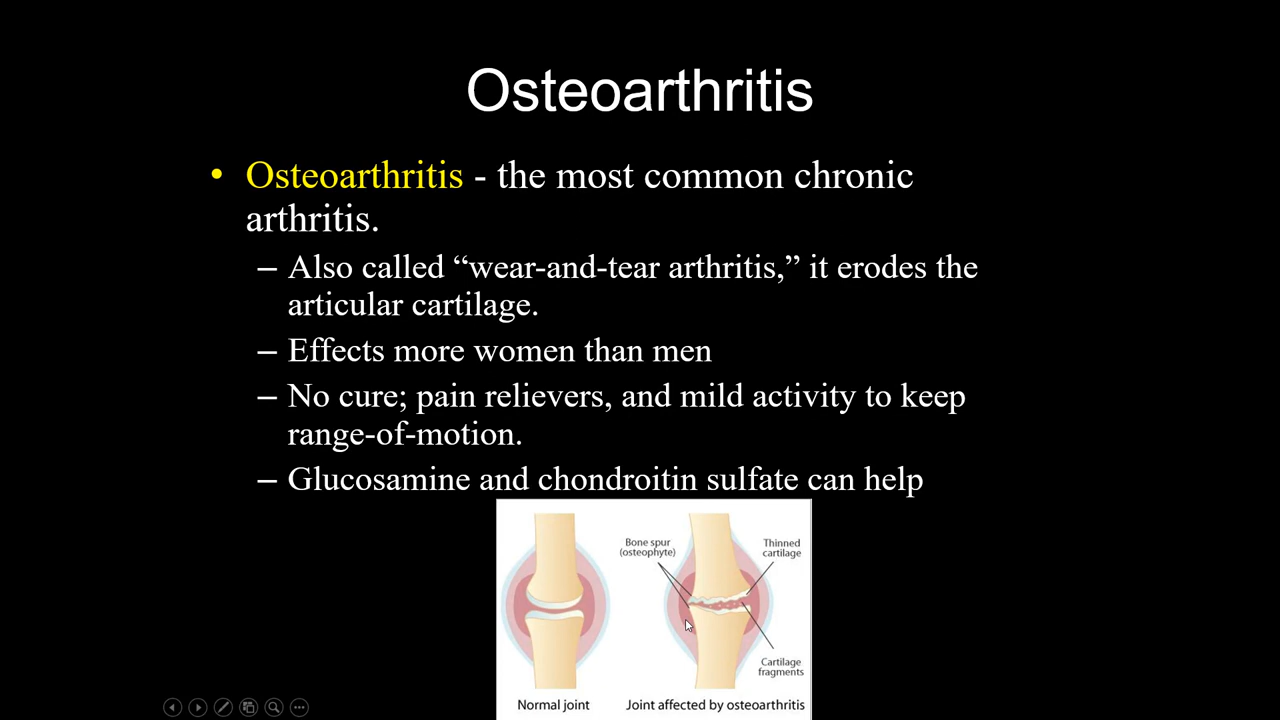 Osteoarthritis
• Osteoarthritis - the most common chronic
arthritis.
– Also called “wear-and-tear arthritis,” it erodes the
articular cartilage.
– Effects more women than men
– No cure; pain relievers, and mild activity to keep
range-of-motion.
– Glucosamine and chondroitin sulfate can help
Bone spur
(osteophyte)
Thinned
cartilage
Cartilage
fragments
Normal joint
Joint affected by osteoarthritis